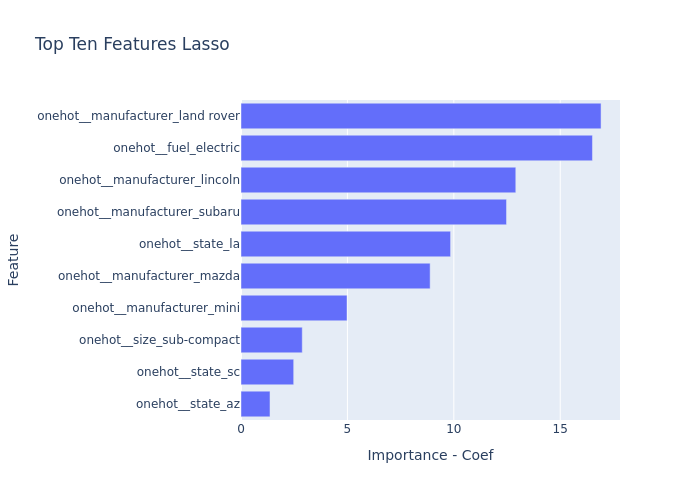 Top Ten Features Lasso
onehot__manufacturer_land rover
onehot__fuel_electric
onehot__manufacturer_lincoln
onehot__manufacturer_subaru
onehot__state_la
onehot__manufacturer_mazda
onehot__manufacturer_mini
onehot__size_sub-compact
onehot__state_sc
onehot__state_az
Feature
0 5 10 15
Importance - Coef